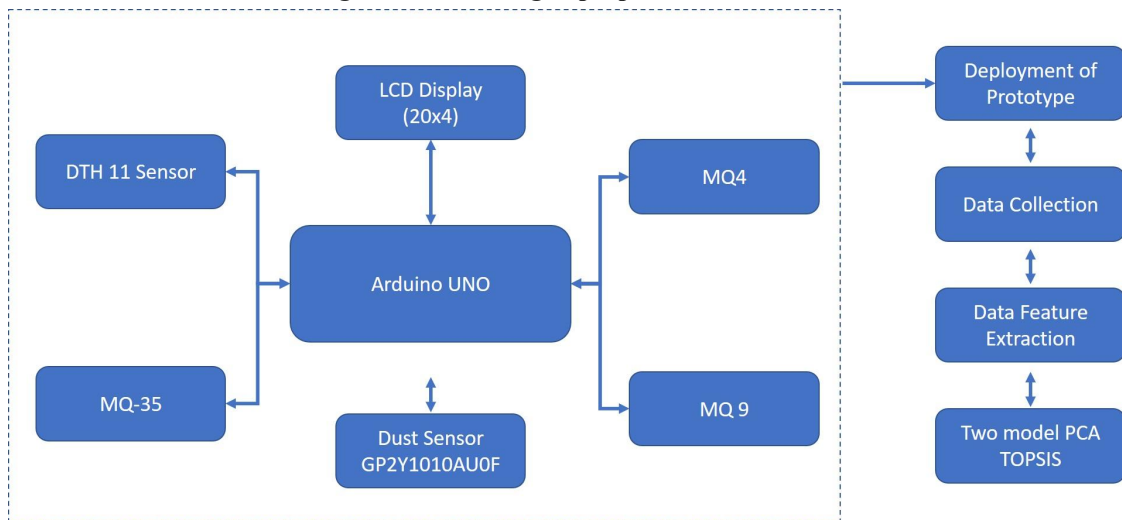 LCD Display
(20x4)
DTH 11 Sensor
MQ4
Arduino UNO
MQ-35
MQ 9
Dust Sensor
GP2Y1010AU0F
Deployment of
Prototype
Data Collection
Data Feature
Extraction
Two model PCA
TOPSIS